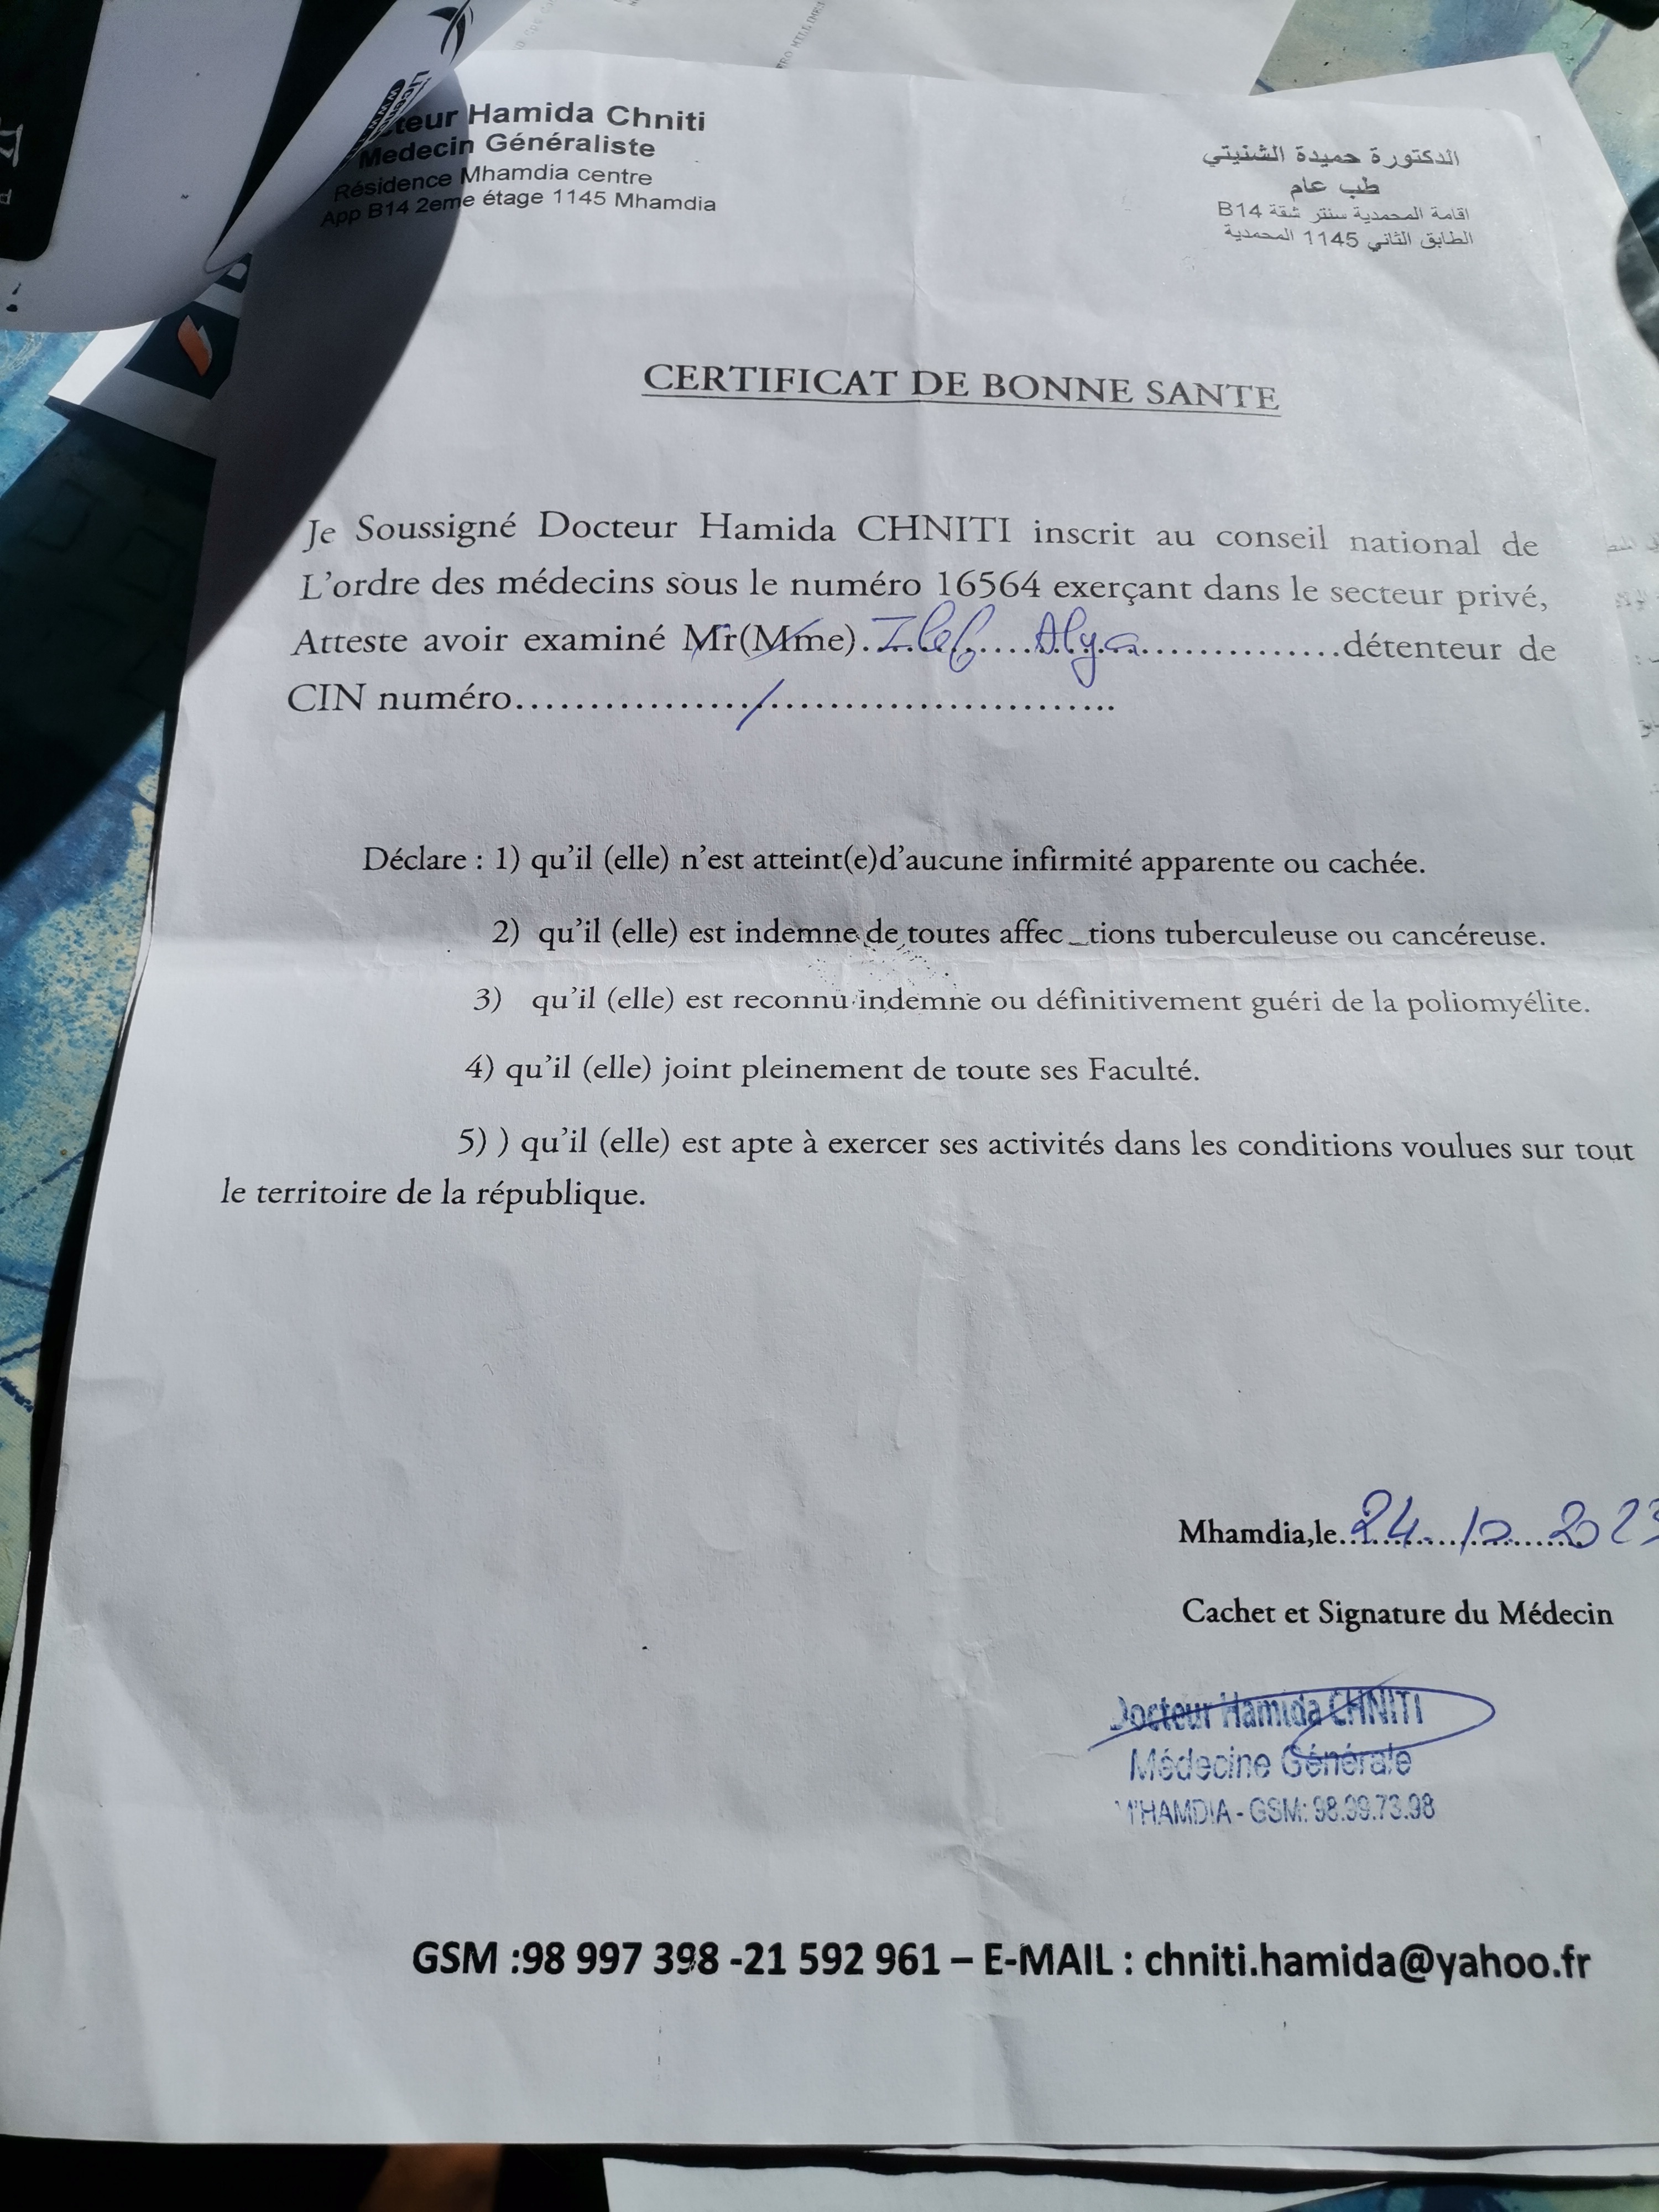 Hamida Chniti
Medecin Généraliste
Résidence Mhamdia centre
App B14 2eme étage 1145 Mhamdia
الدكتورة حميدة الشنيتي
طب عام
اقامة المحمدية سنتر شقة B14
الطابق الثاني 1145 المحمدية
CERTIFICAT DE BONNE SANTE
Je Soussigné Docteur Hamida CHNITI inscrit au conseil national de
L'ordre des médecins sous le numéro 16564 exerçant dans le secteur privé,
Atteste avoir examiné Mr(Mme). Ilef Alya ...............détenteur de
CIN numéro................/........................
Déclare : 1) qu'il (elle) n'est atteint(e)d'aucune infirmité apparente ou cachée.
2) qu'il (elle) est indemne de toutes affec_tions tuberculeuse ou cancéreuse.
3) qu'il (elle) est reconnu indemne ou définitivement guéri de la poliomyélite.
4) qu'il (elle) joint pleinement de toute ses Faculté.
5) ) qu'il (elle) est apte à exercer ses activités dans les conditions voulues sur tout
le territoire de la république.
Mhamdia,le..24 2023
Cachet et Signature du Médecin
Docteur Hamida CHNITI
Médecine Générale
M'HAMDIA - GSM: 98.99.73.98
GSM :98 997 398 -21 592 961 – E-MAIL : chniti.hamida@yahoo.fr